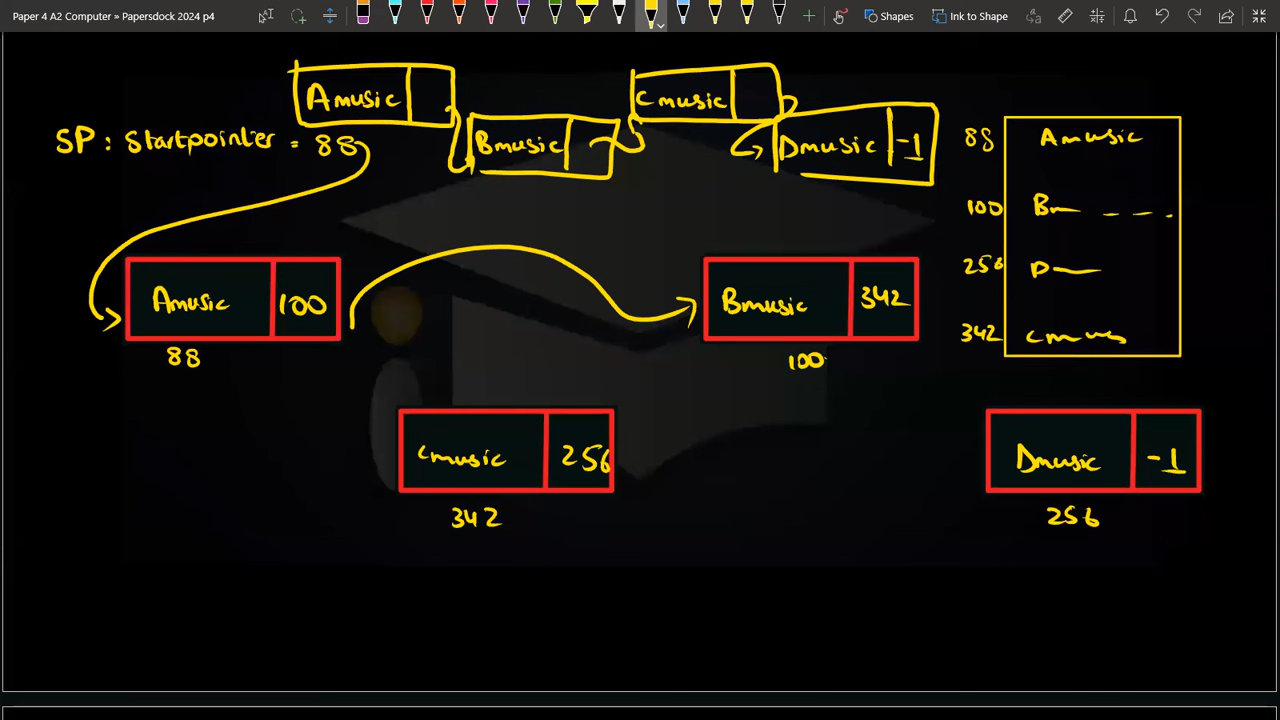 Paper 4 A2 Computer » Papersdock 2024 p4
Shapes
Ink to Shape
Amusic
Cmusic
SP : Startpointer = 88
Bmusic
Dmusic -1
88 Amusic
100
256
342
Amusic 100
88
Bmusic 342
100
Cmusic 256
342
Dmusic -1
256